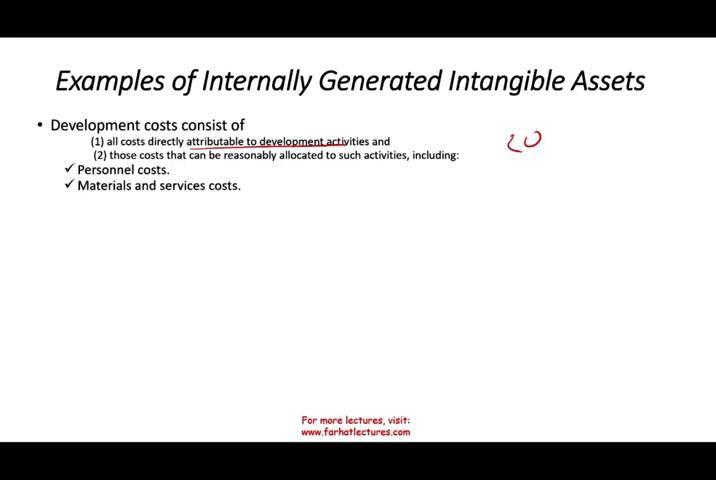 Examples of Internally Generated Intangible Assets
• Development costs consist of
(1) all costs directly attributable to development activities and
20
(2) those costs that can be reasonably allocated to such activities, including:
✓ Personnel costs.
✓ Materials and services costs.
For more lectures, visit:
www.farhatlectures.com